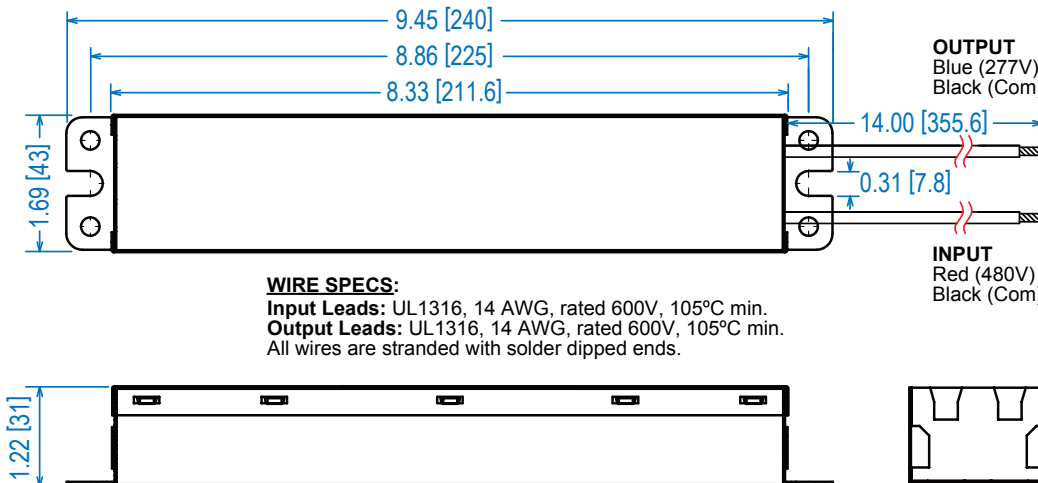 9.45 [240]
8.86 [225]
8.33 [211.6]
OUTPUT
Blue (277V)
Black (Com)
14.00 [355.6]
1.69 [43]
0.31 [7.8]
INPUT
Red (480V)
Black (Com)
WIRE SPECS:
Input Leads: UL1316, 14 AWG, rated 600V, 105ºC min.
Output Leads: UL1316, 14 AWG, rated 600V, 105ºC min.
All wires are stranded with solder dipped ends.
1.22 [31]